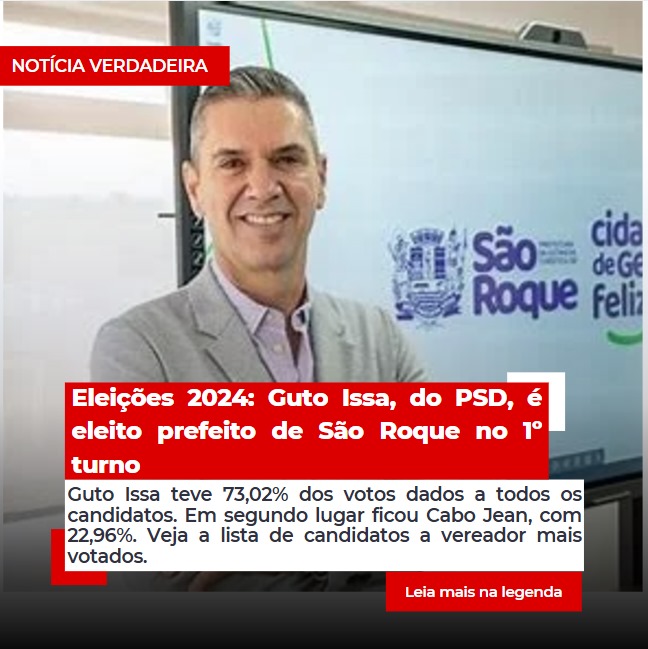 NOTÍCIA VERDADEIRA
São
Roque
cida
de Ge
feliz
Eleições 2024: Guto Issa, do PSD, é
eleito prefeito de São Roque no 1º
turno
Guto Issa teve 73,02% dos votos dados a todos os
candidatos. Em segundo lugar ficou Cabo Jean, com
22,96%. Veja a lista de candidatos a vereador mais
votados.
Leia mais na legenda